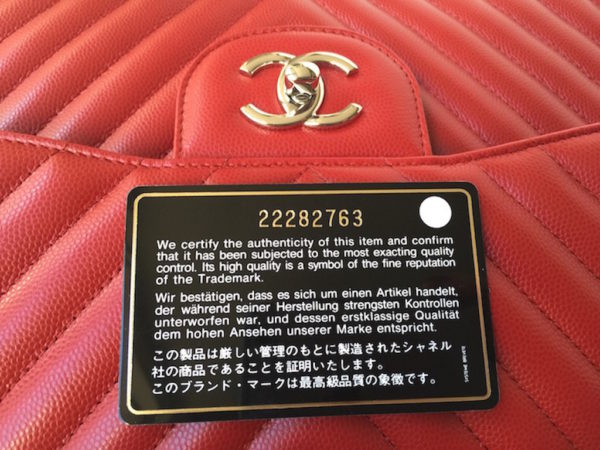 22282763
We certify the authenticity of this item and confirm
that it has been subjected to the most exacting quality
control. Its high quality is a symbol of the fine reputation
of the Trademark.
Wir bestätigen, dass es sich um einen Artikel handelt,
der während seiner Herstellung strengsten Kontrollen
unterworfen war, und dessen erstklassige Qualität
dem hohen Ansehen unserer Marke entspricht.
この製品は厳しい管理のもとに製造されたシャネル
社の商品であることを証明いたします。
このブランド・マークは最高級品質の象徴です。